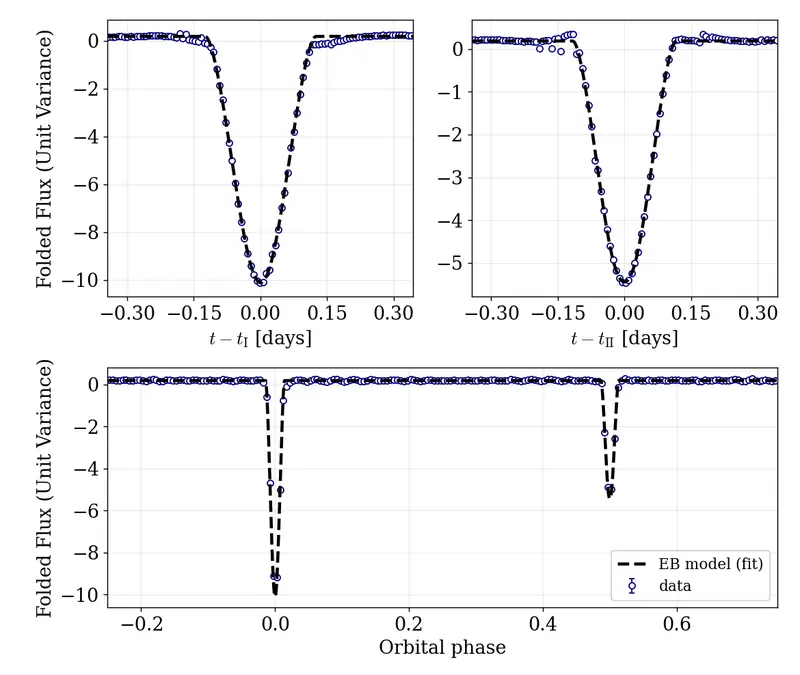 Folded Flux (Unit Variance)
0
−2
−4
−6
−8
−10
−0.30 −0.15 0.00 0.15 0.30
t − tI [days]
0
−1
−2
−3
−4
−5
−0.30 −0.15 0.00 0.15 0.30
t − tII [days]
Folded Flux (Unit Variance)
0
−2
−4
−6
−8
−10
−0.2 0.0 0.2 0.4 0.6
Orbital phase
EB model (fit)
data